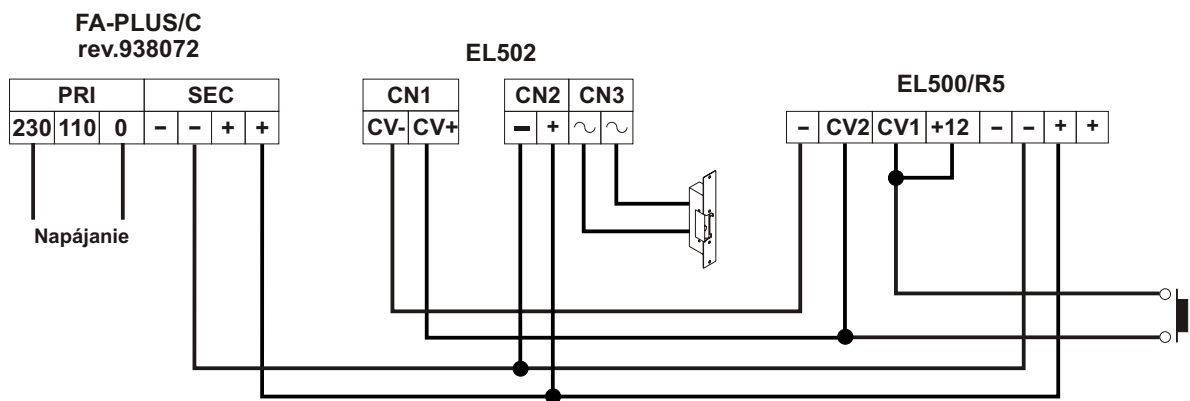 FA-PLUS/C
rev.938072
EL502
EL500/R5
PRI SEC
230 110 0 - - + +
CN1
CV- CV+
CN2 CN3
- + ~ ~
- CV2 CV1 +12 - - + +
Napájanie